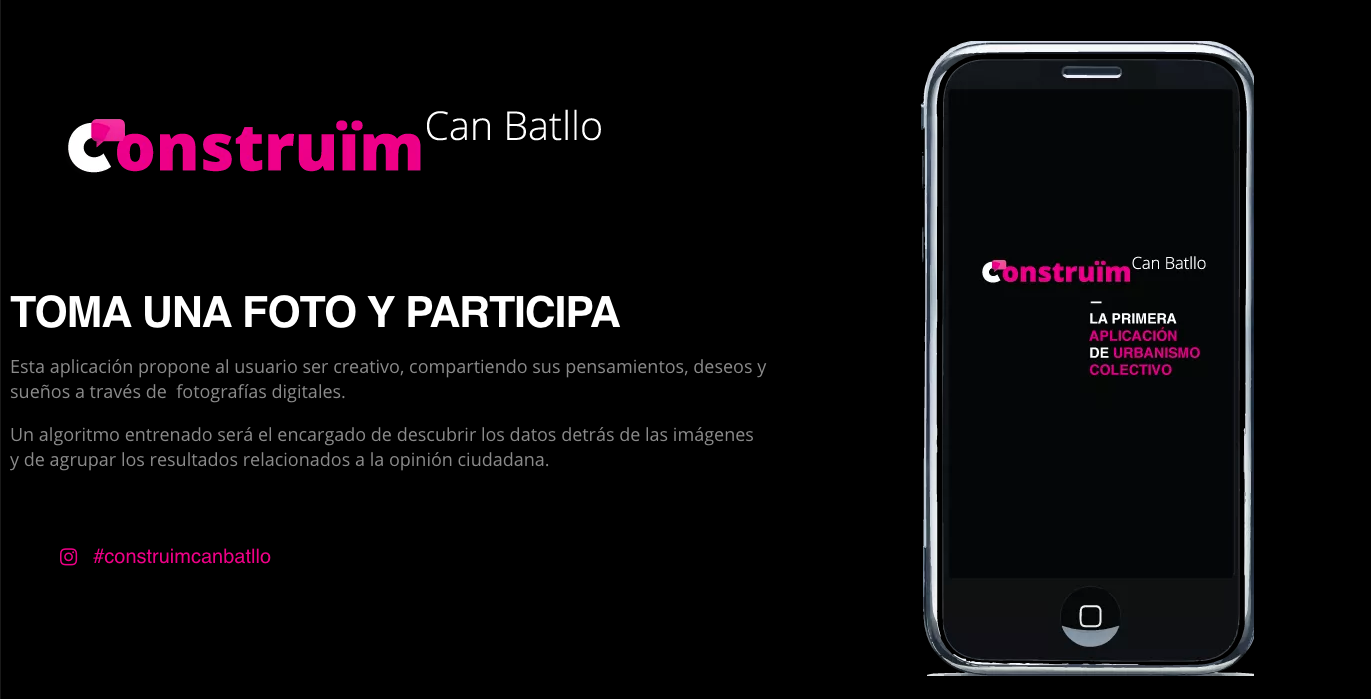 Construïm Can Batllo
TOMA UNA FOTO Y PARTICIPA
Esta aplicación propone al usuario ser creativo, compartiendo sus pensamientos, deseos y
sueños a través de  fotografías digitales.
Un algoritmo entrenado será el encargado de descubrir los datos detrás de las imágenes
y de agrupar los resultados relacionados a la opinión ciudadana.
#construimcanbatllo
Construïm Can Batllo
LA PRIMERA
APLICACIÓN
DE URBANISMO
COLECTIVO